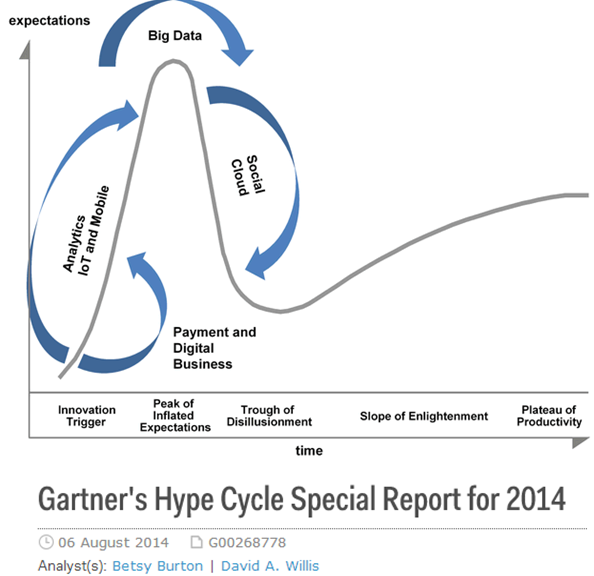 expectations
Big Data
Social
Cloud
Analytics
IoT and Mobile
Payment and
Digital
Business
Innovation
Trigger
Peak of
Inflated
Expectations
Trough of
Disillusionment
Slope of Enlightenment
Plateau of
Productivity
time
Gartner's Hype Cycle Special Report for 2014
06 August 2014 G00268778
Analyst(s): Betsy Burton | David A. Willis